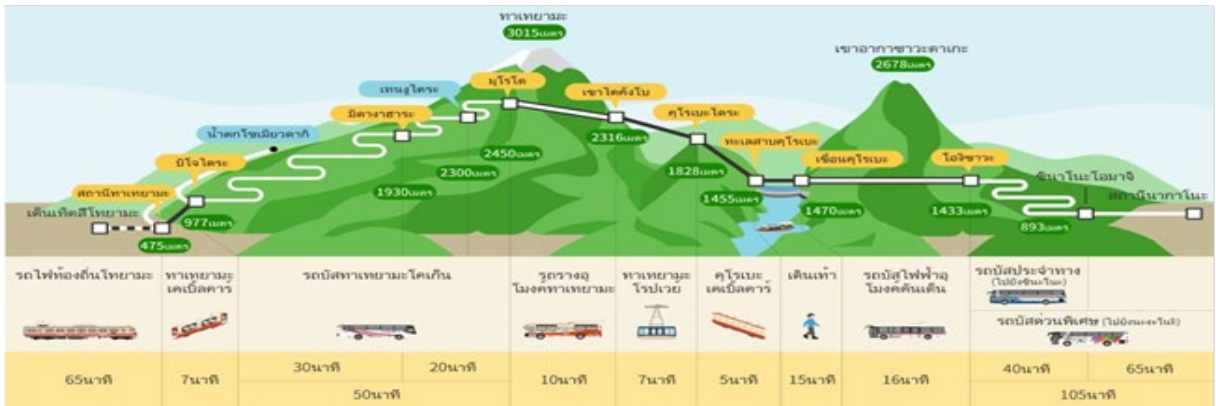 ทาเทยามะ
3015เมตร
เขาอากาซาวะดาเกะ
2678เมตร
เทนงูไดระ
มุโรโด
เขาไดคังโบ
มิดางาฮาระ
คุโรเบะไดระ
น้ำตกโชเมียวดากิ
2316เมตร
ทะเลสาบคุโรเบะ
บิโจไดระ
2450เมตร
เขื่อนคุโรเบะ
โองิซาวะ
2300เมตร
1828เมตร
ชินาโนะโอมาจิ
สถานีทาเทยามะ
1930เมตร
1455เมตร
สถานีนากาโนะ
เด็นเท็ตสึโทยามะ
977เมตร
1470เมตร
1433เมตร
893เมตร
475เมตร
รถไฟท้องถิ่นโทยามะ
ทาเทยามะ
เคเบิ้ลคาร์
รถบัสทาเทยามะโคเก็น
รถรางอุ
โมงค์ทาเทยามะ
ทาเทยามะ
โรปเวย์
คุโรเบะ
เคเบิ้ลคาร์
เดินเท้า
รถบัสไฟฟ้าอุ
โมงค์คันเด็น
รถบัสประจำทาง
(ไปยังชินะโนะ)
รถบัสด่วนพิเศษ
65นาที
7นาที
30นาที
20นาที
50นาที
10นาที
7นาที
5นาที
15นาที
16นาที
40นาที
65นาที
105นาที